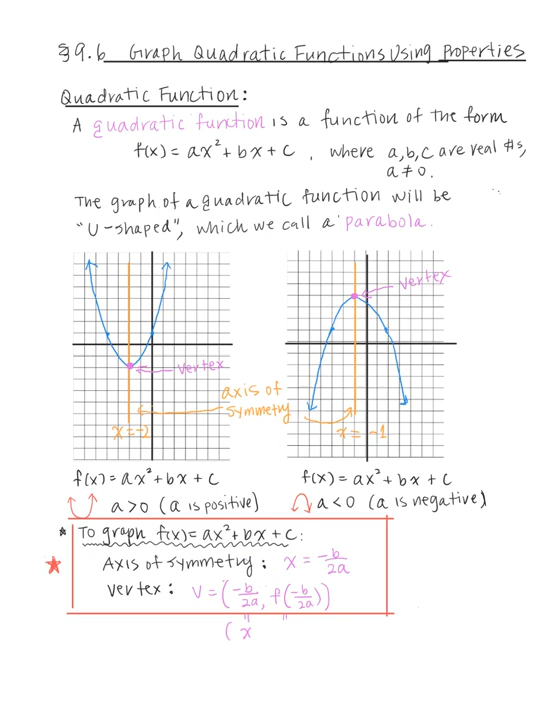 §9.6 Graph Quadratic Functions Using Properties
Quadratic Function:
A quadratic function is a function of the form
f(x) = ax² + bx + c , where a, b, c are real #s,
a ≠ 0.
The graph of a quadratic function will be
"U-shaped", which we call a parabola.
vertex
vertex
axis of
symmetry
x = -2
x = -1
f(x) = ax² + bx + c
a > 0 (a is positive)
f(x) = ax² + bx + c
a < 0 (a is negative)
* To graph f(x) = ax² + bx + c:
Axis of symmetry: x = -b/2a
Vertex: V = (-b/2a, f(-b/2a))
" "
( x